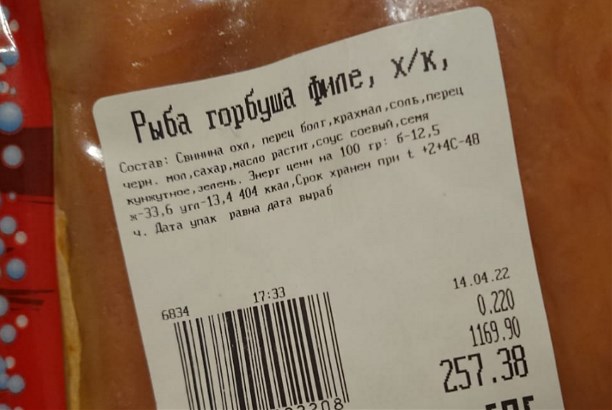 Рыба горбуша филе, х/к,
Состав: Свинина охл, перец болг,крахмал,соль,перец
черн. мол,сахар,масло растит,соус соевый,семя
кунжутное,зелень. Энерг ценн на 100 гр: б-12,5
ж-33,6 угл-13,4 404 ккал,Срок хранен при t +2+4С-48
ч. Дата упак равна дата выраб
6834 17:33
14.04.22
0.220
1169.90
257.38